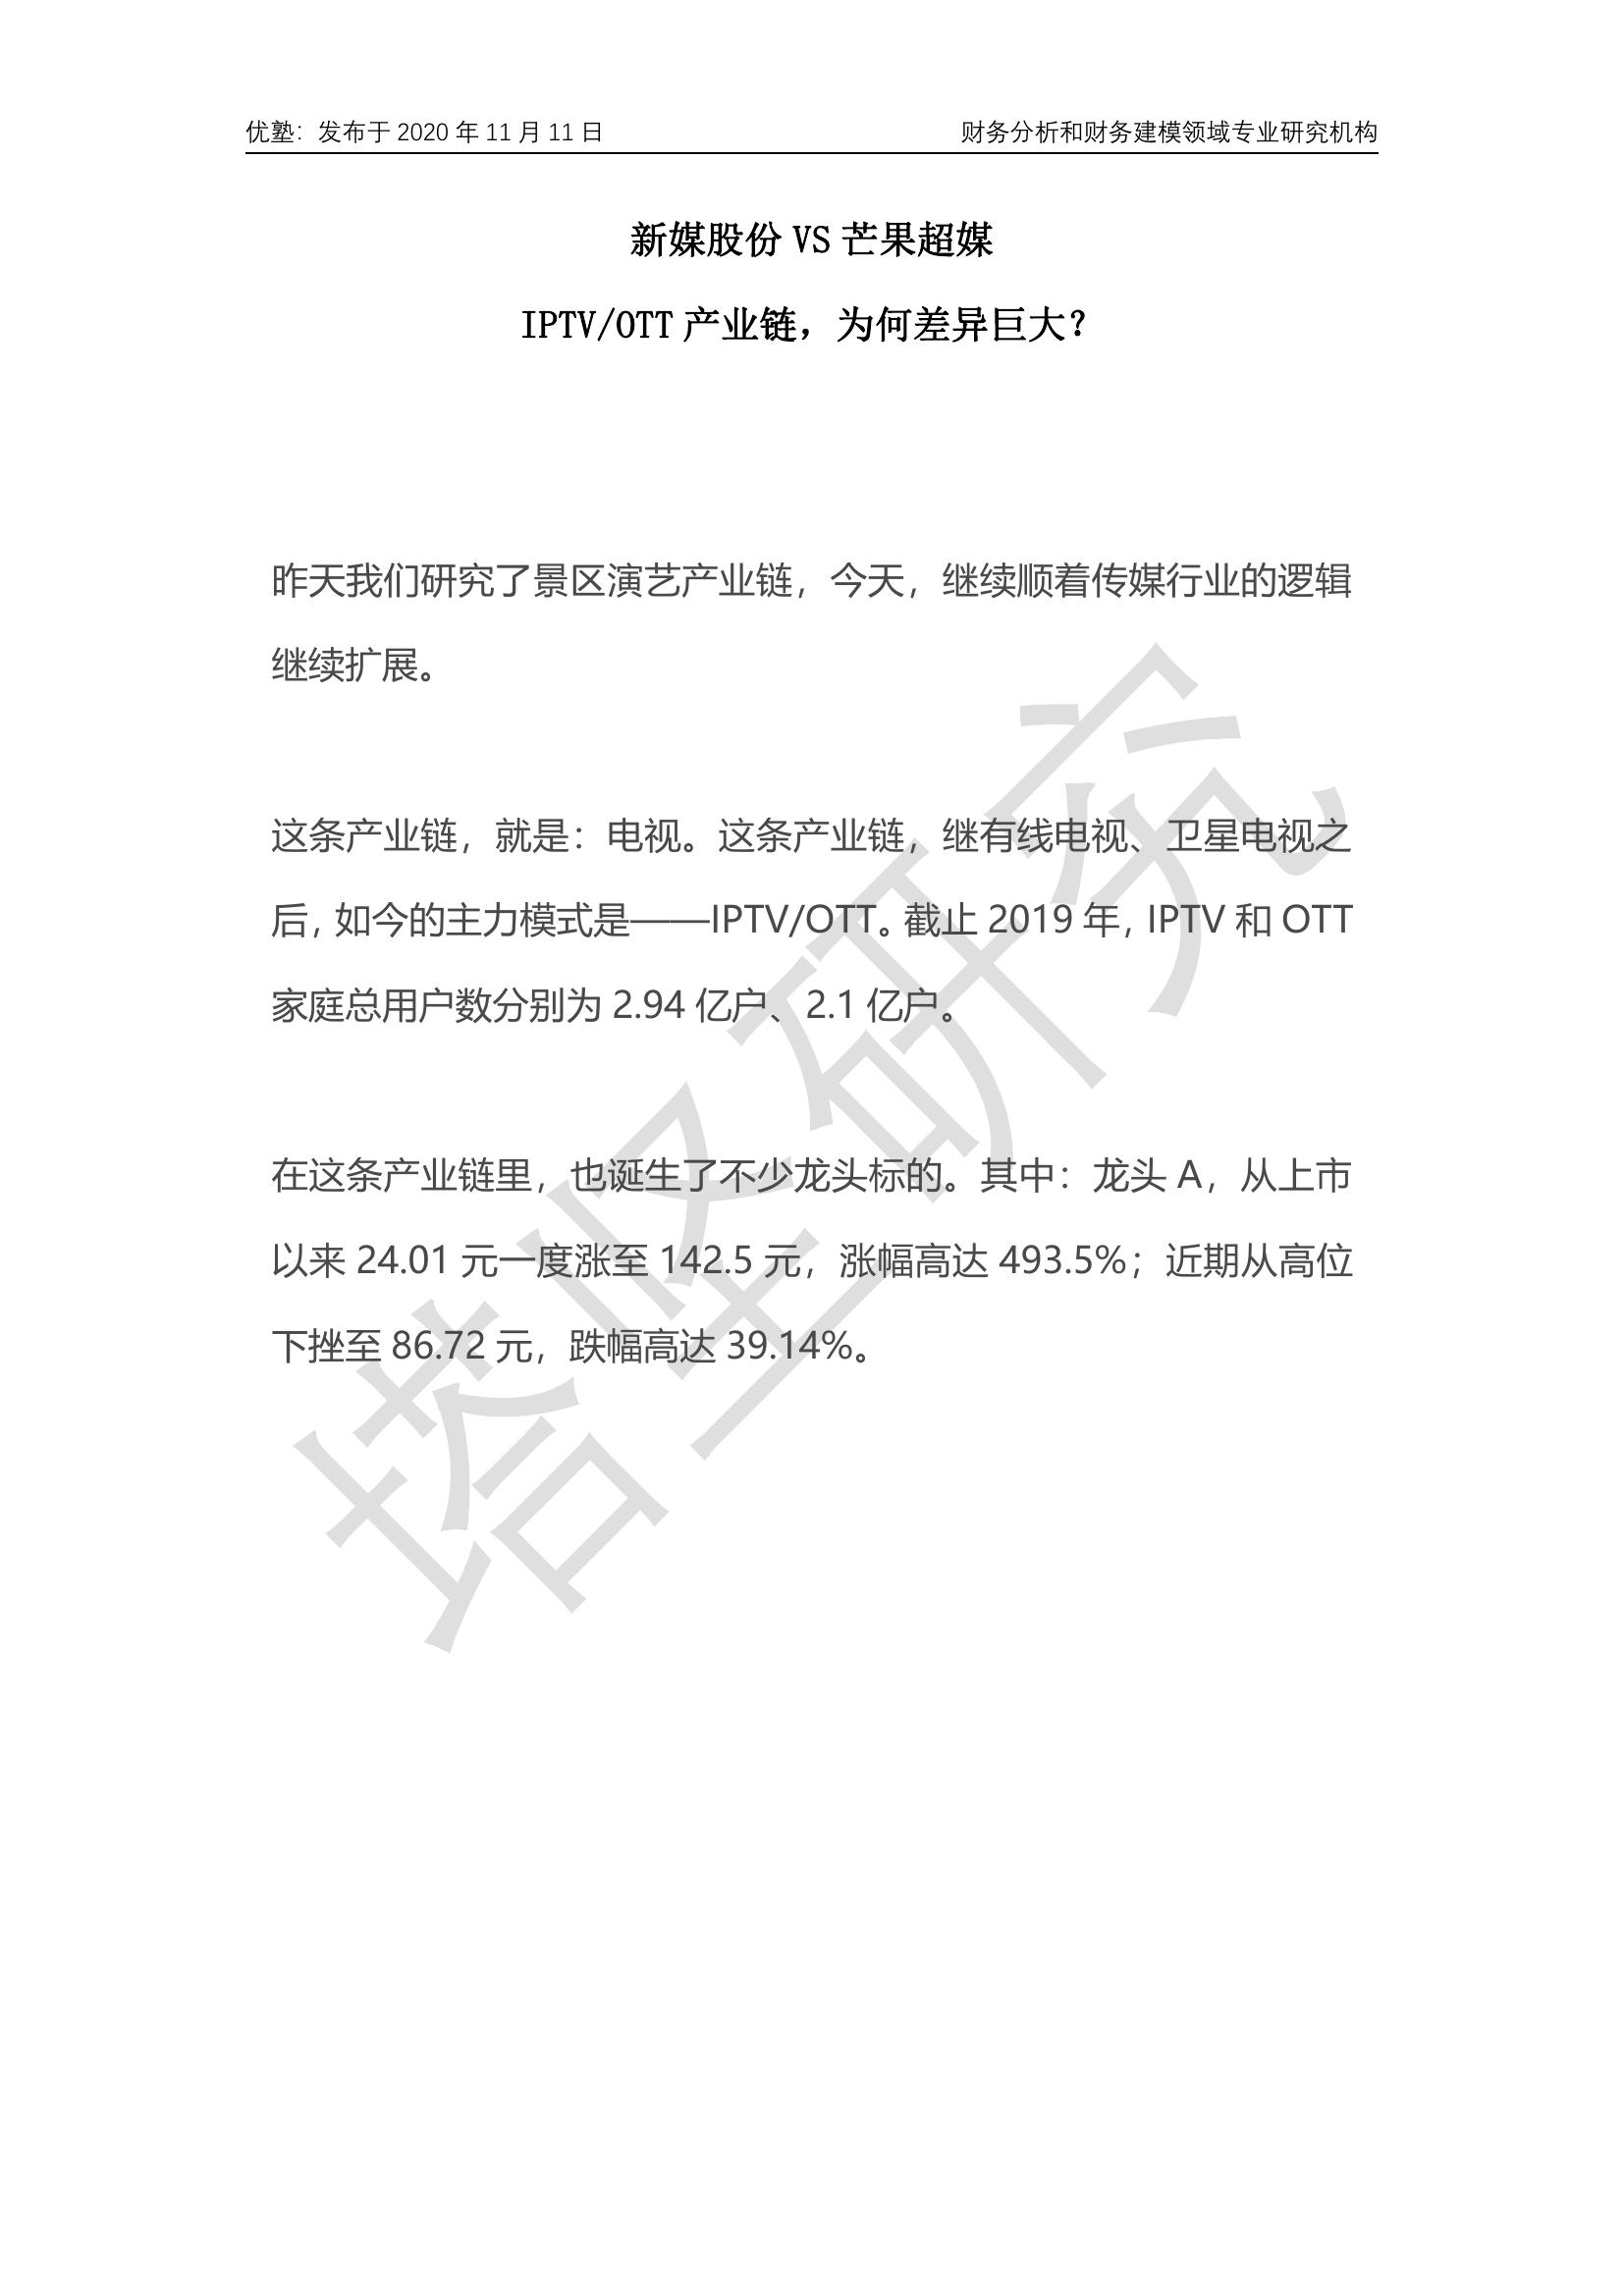 优塾：发布于 2020 年 11 月 11 日 财务分析和财务建模领域专业研究机构
新媒股份 VS 芒果超媒
IPTV/OTT 产业链，为何差异巨大？
昨天我们研究了景区演艺产业链，今天，继续顺着传媒行业的逻辑
继续扩展。
这条产业链，就是：电视。这条产业链，继有线电视、卫星电视之
后，如今的主力模式是——IPTV/OTT。截止 2019 年，IPTV 和 OTT
家庭总用户数分别为 2.94 亿户、2.1 亿户。
在这条产业链里，也诞生了不少龙头标的。其中：龙头 A，从上市
以来 24.01 元一度涨至 142.5 元，涨幅高达 493.5%；近期从高位
下挫至 86.72 元，跌幅高达 39.14%。
塔坚研究